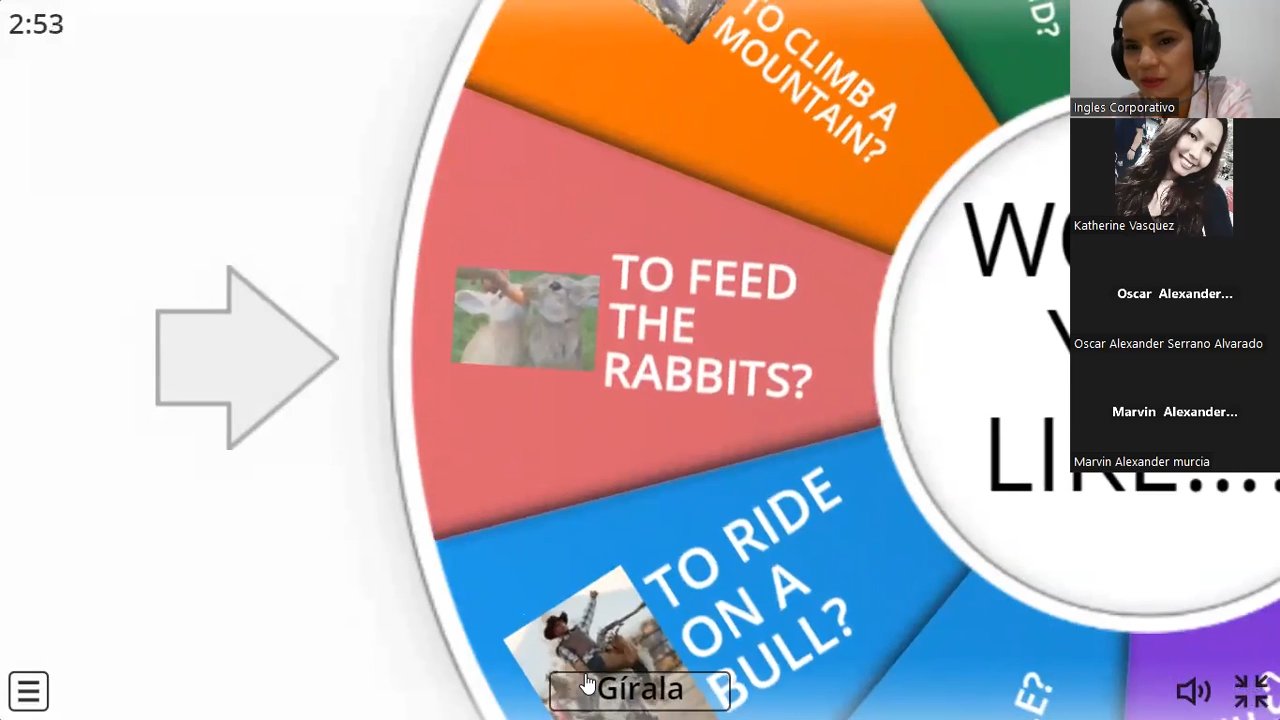 2:53
TO CLIMB A
MOUNTAIN?
D?
TO FEED
THE
RABBITS?
TO RIDE
ON A
BULL?
E?
LIKE....
Gírala
Ingles Corporativo
Katherine Vasquez
Oscar Alexander...
Oscar Alexander Serrano Alvarado
Marvin Alexander...
Marvin Alexander murcia